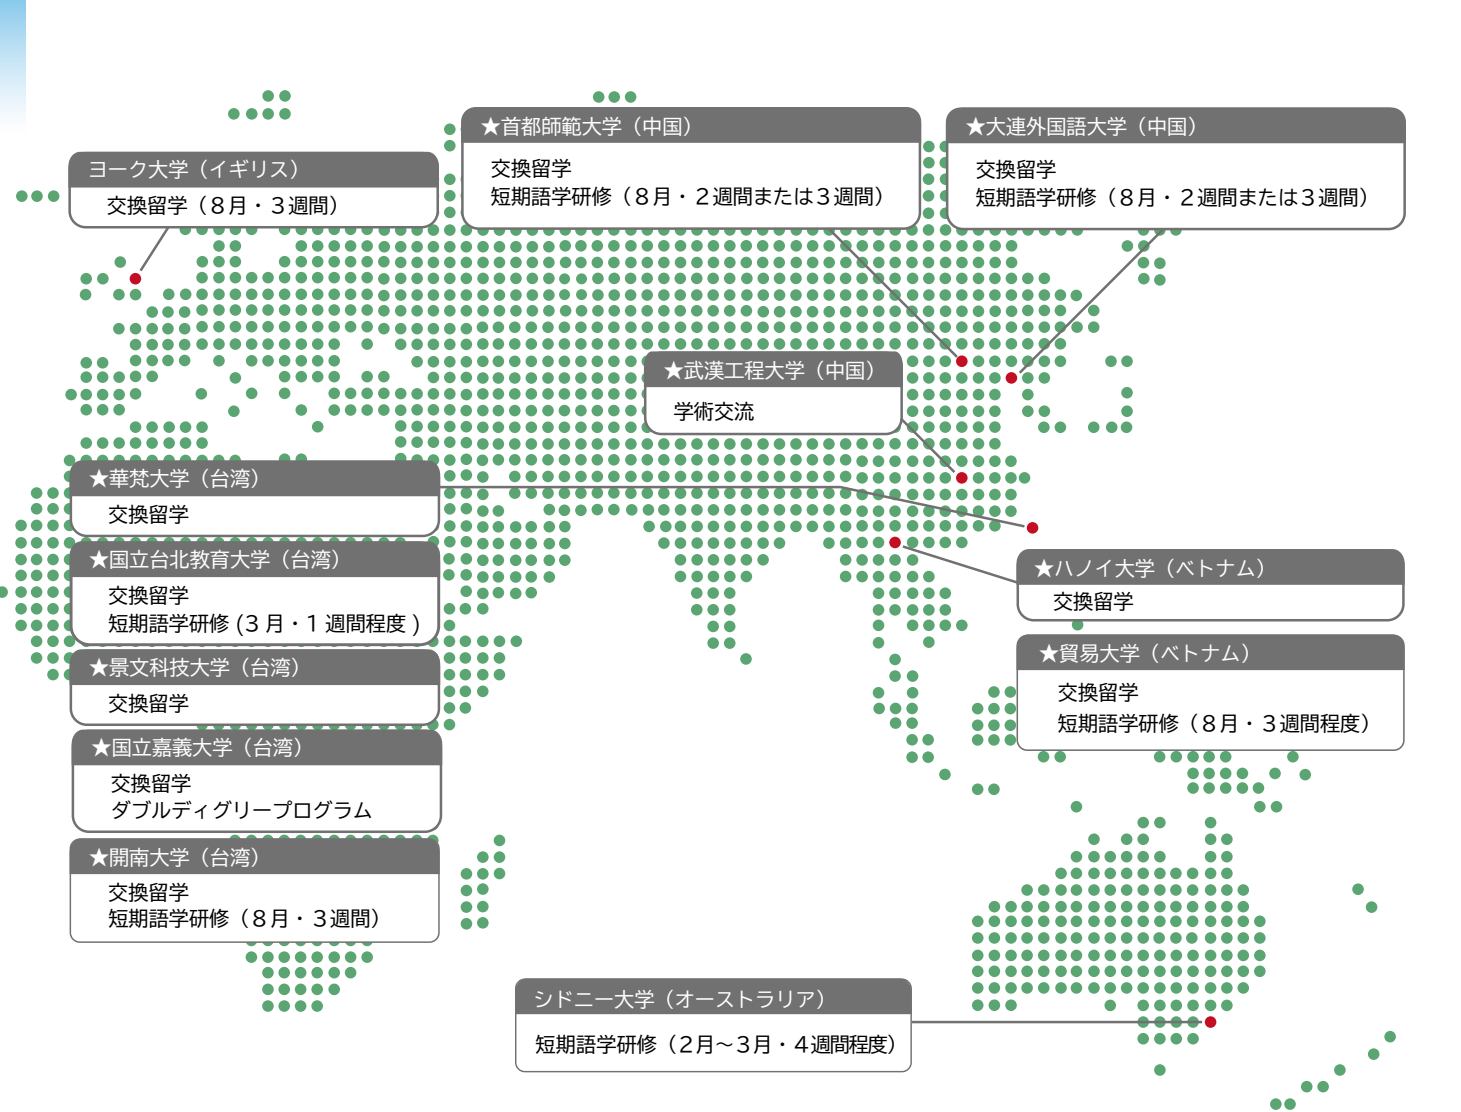 ★首都師範大学（中国）
交換留学
短期語学研修（８月・２週間または３週間）
★大連外国語大学（中国）
交換留学
短期語学研修（８月・２週間または３週間）
ヨーク大学（イギリス）
交換留学（８月・３週間）
★武漢工程大学（中国）
学術交流
★華梵大学（台湾）
交換留学
★国立台北教育大学（台湾）
交換留学
短期語学研修 (３月・１週間程度 )
★景文科技大学（台湾）
交換留学
★国立嘉義大学（台湾）
交換留学
ダブルディグリープログラム
★開南大学（台湾）
交換留学
短期語学研修（８月・３週間）
★ハノイ大学（ベトナム）
交換留学
★貿易大学（ベトナム）
交換留学
短期語学研修（８月・３週間程度）
シドニー大学（オーストラリア）
短期語学研修（２月～３月・４週間程度）